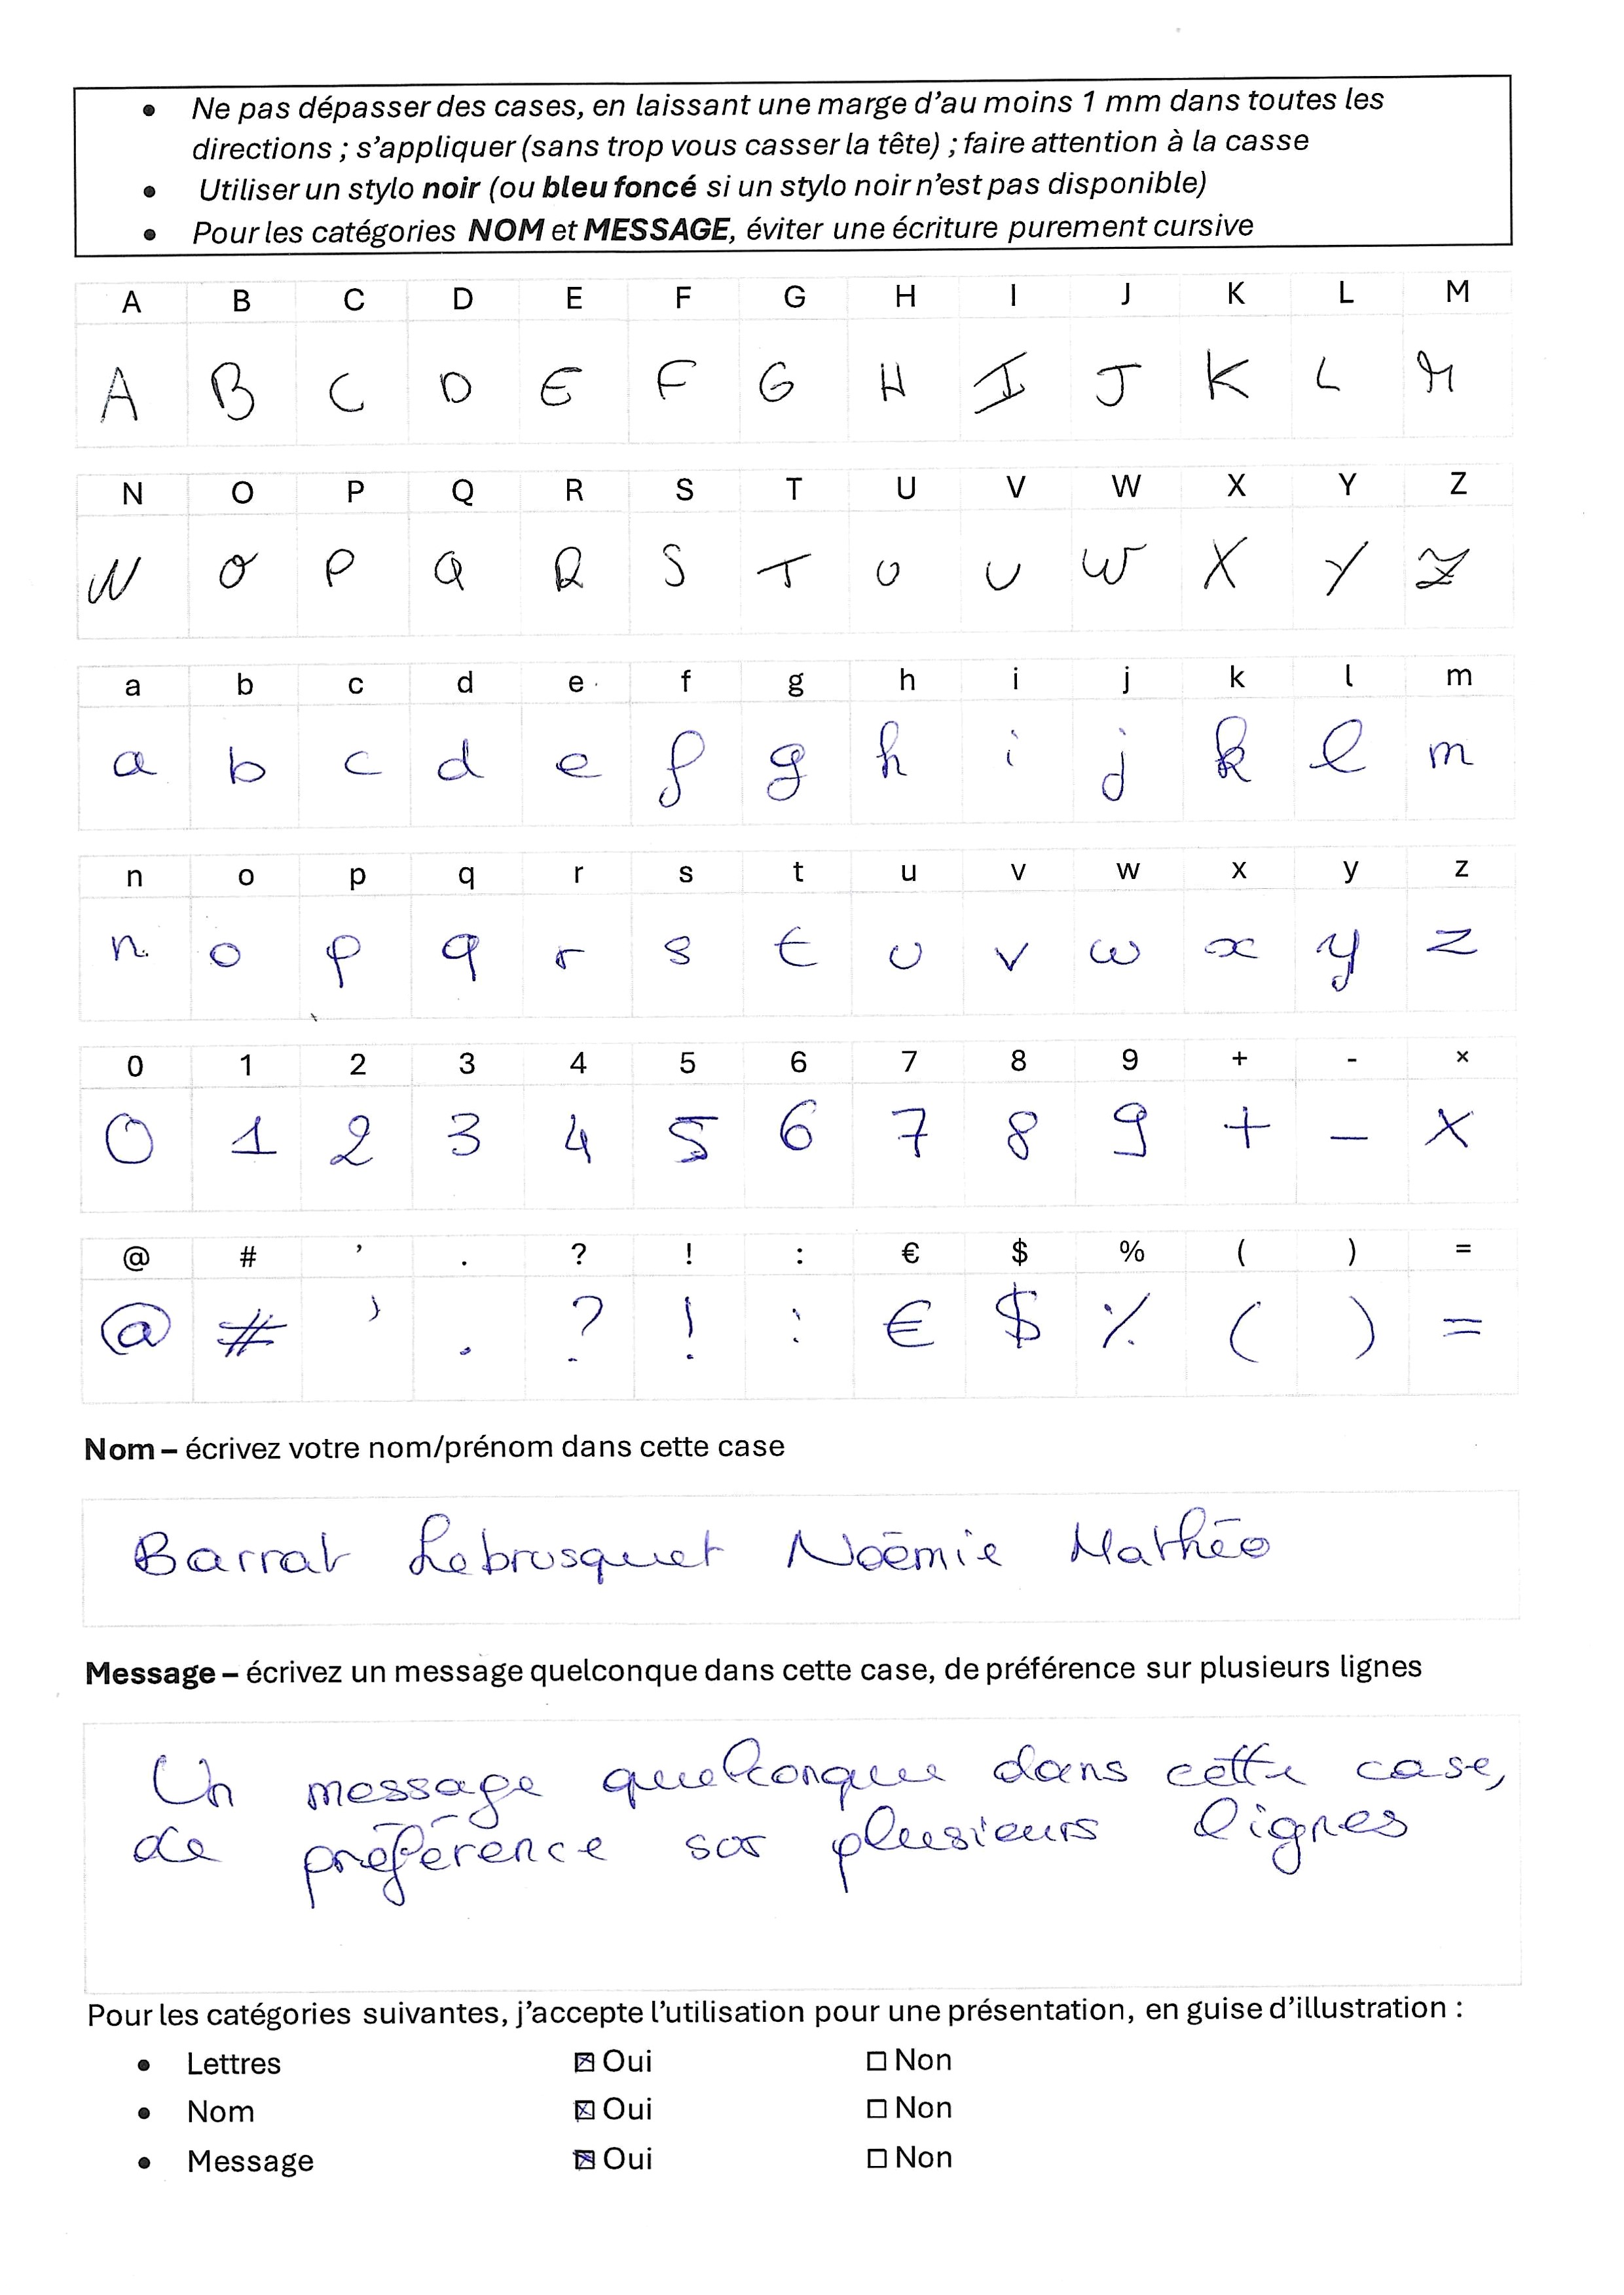 • Ne pas dépasser des cases, en laissant une marge d’au moins 1 mm dans toutes les
directions ; s’appliquer (sans trop vous casser la tête) ; faire attention à la casse
• Utiliser un stylo noir (ou bleu foncé si un stylo noir n’est pas disponible)
• Pour les catégories NOM et MESSAGE, éviter une écriture purement cursive
A B C D E F G H I J K L M
A B C D E F G H I J K L M
N O P Q R S T U V W X Y Z
N O P Q R S T U V W X Y Z
a b c d e f g h i j k l m
a b c d e f g h i j k l m
n o p q r s t u v w x y z
n o p q r s t u v w x y z
0 1 2 3 4 5 6 7 8 9 + - ×
0 1 2 3 4 5 6 7 8 9 + - ×
@ # ’ . ? ! : € $ % ( ) =
@ # ’ . ? ! : € $ % ( ) =
Nom – écrivez votre nom/prénom dans cette case
Barrat Lebrusquet Noémie Mathéo
Message – écrivez un message quelconque dans cette case, de préférence sur plusieurs lignes
Un message quelconque dans cette case,
de préférence sur plusieurs lignes
Pour les catégories suivantes, j’accepte l’utilisation pour une présentation, en guise d’illustration :
• Lettres ☒ Oui ☐ Non
• Nom ☒ Oui ☐ Non
• Message ☒ Oui ☐ Non